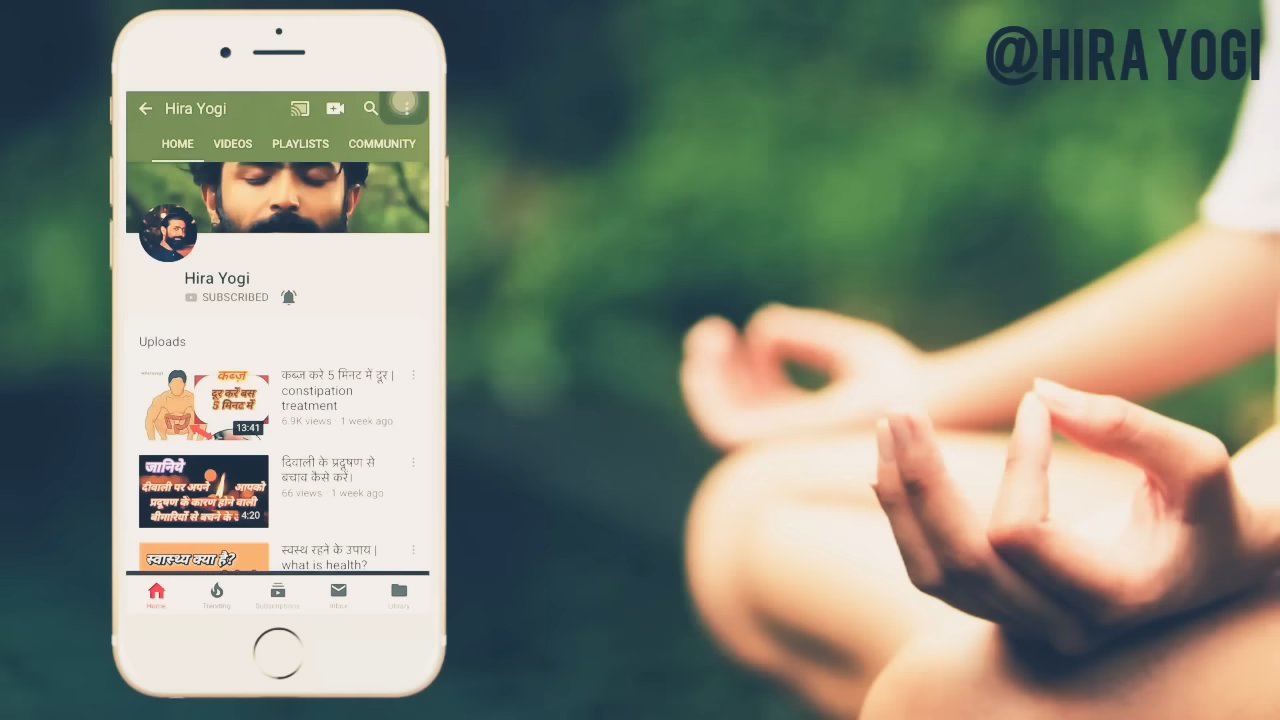 @HIRA YOGI
Hira Yogi
HOME VIDEOS PLAYLISTS COMMUNITY
Hira Yogi
SUBSCRIBED
Uploads
कब्ज़
दूर करें बस
5 मिनट में
13:41
कब्ज करे 5 मिनट में दूर |
constipation
treatment
6.9K views · 1 week ago
जानिये
दीवाली पर अपने आपको
प्रदूषण के कारण होने वाली
बीमारियों से बचने के
4:20
दिवाली के प्रदूषण से
बचाव कैसे करें।
66 views · 1 week ago
स्वास्थ्य क्या है?
स्वस्थ रहने के उपाय |
what is health?
Home Trending Subscriptions Inbox Library